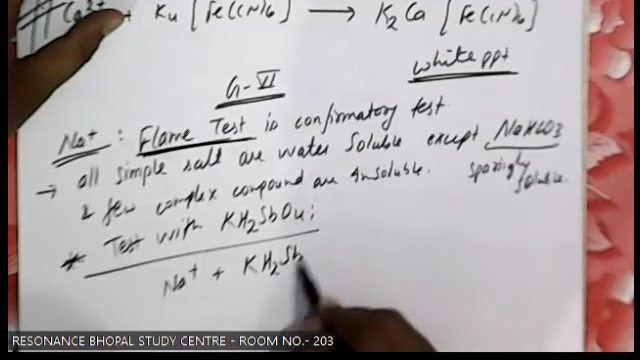 Ca²⁺ + K4 [Fe(CN)6] ⟶ K2Ca [Fe(CN)6]
white ppt
G-VI
Na⁺ : Flame Test is confirmatory test.
→ all simple salt are water soluble except NaHCO3
sparingly soluble.
& few complex compound are insoluble.
* Test with KH2SbO4;
Na⁺ + KH2Sb
RESONANCE BHOPAL STUDY CENTRE - ROOM NO.- 203